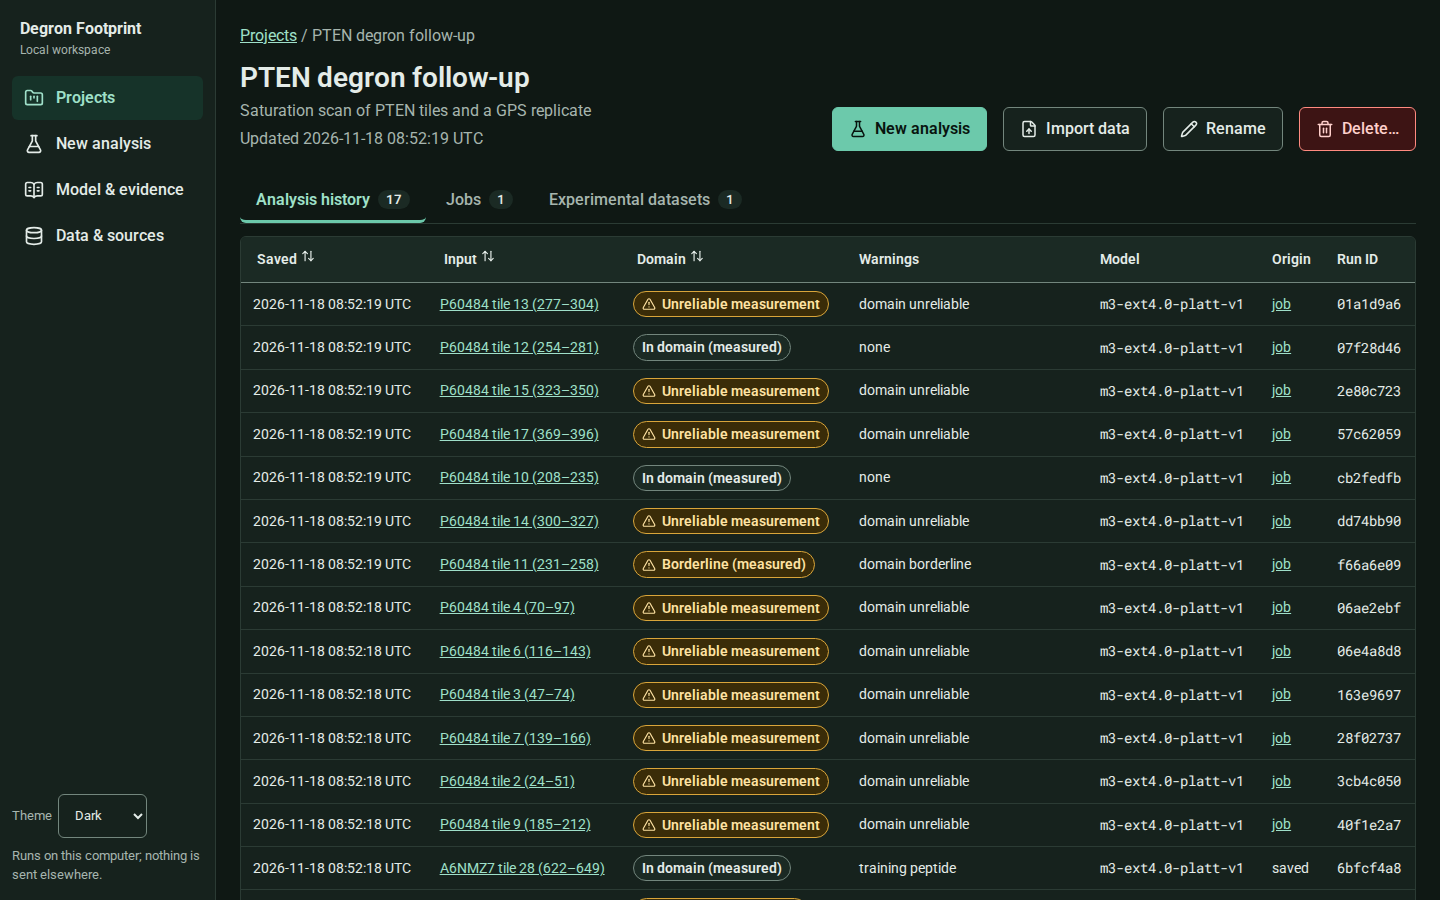 Degron Footprint
Local workspace
Projects
New analysis
Model & evidence
Data & sources
Theme Dark
Runs on this computer; nothing is
sent elsewhere.
Projects / PTEN degron follow-up
PTEN degron follow-up
Saturation scan of PTEN tiles and a GPS replicate
Updated 2026-11-18 08:52:19 UTC
New analysis Import data Rename Delete...
Analysis history 17 Jobs 1 Experimental datasets 1
Saved Input Domain Warnings Model Origin Run ID
2026-11-18 08:52:19 UTC P60484 tile 13 (277–304) Unreliable measurement domain unreliable m3-ext4.0-platt-v1 job 01a1d9a6
2026-11-18 08:52:19 UTC P60484 tile 12 (254–281) In domain (measured) none m3-ext4.0-platt-v1 job 07f28d46
2026-11-18 08:52:19 UTC P60484 tile 15 (323–350) Unreliable measurement domain unreliable m3-ext4.0-platt-v1 job 2e80c723
2026-11-18 08:52:19 UTC P60484 tile 17 (369–396) Unreliable measurement domain unreliable m3-ext4.0-platt-v1 job 57c62059
2026-11-18 08:52:19 UTC P60484 tile 10 (208–235) In domain (measured) none m3-ext4.0-platt-v1 job cb2fedfb
2026-11-18 08:52:19 UTC P60484 tile 14 (300–327) Unreliable measurement domain unreliable m3-ext4.0-platt-v1 job dd74bb90
2026-11-18 08:52:19 UTC P60484 tile 11 (231–258) Borderline (measured) domain borderline m3-ext4.0-platt-v1 job f66a6e09
2026-11-18 08:52:18 UTC P60484 tile 4 (70–97) Unreliable measurement domain unreliable m3-ext4.0-platt-v1 job 06ae2ebf
2026-11-18 08:52:18 UTC P60484 tile 6 (116–143) Unreliable measurement domain unreliable m3-ext4.0-platt-v1 job 06e4a8d8
2026-11-18 08:52:18 UTC P60484 tile 3 (47–74) Unreliable measurement domain unreliable m3-ext4.0-platt-v1 job 163e9697
2026-11-18 08:52:18 UTC P60484 tile 7 (139–166) Unreliable measurement domain unreliable m3-ext4.0-platt-v1 job 28f02737
2026-11-18 08:52:18 UTC P60484 tile 2 (24–51) Unreliable measurement domain unreliable m3-ext4.0-platt-v1 job 3cb4c050
2026-11-18 08:52:18 UTC P60484 tile 9 (185–212) Unreliable measurement domain unreliable m3-ext4.0-platt-v1 job 40f1e2a7
2026-11-18 08:52:18 UTC A6NMZ7 tile 28 (622–649) In domain (measured) training peptide m3-ext4.0-platt-v1 saved 6bfcf4a8